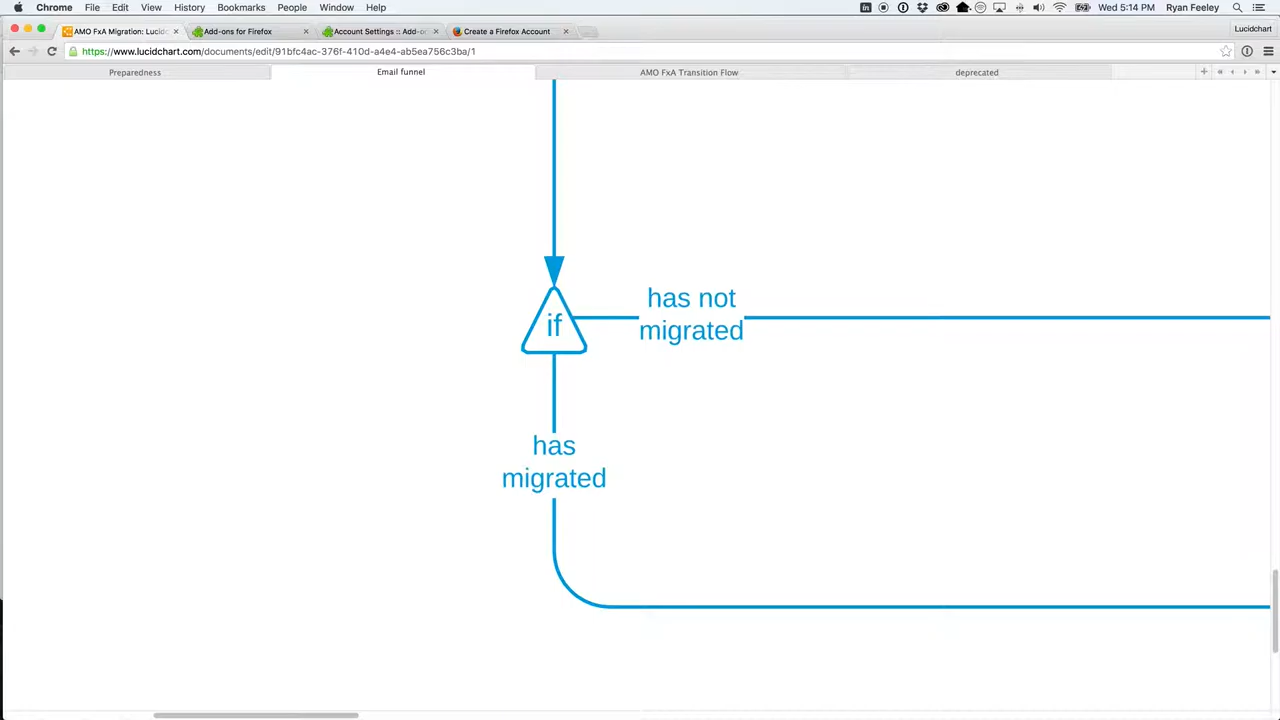 Chrome File Edit View History Bookmarks People Window Help Wed 5:14 PM Ryan Feeley
AMO FxA Migration: Lucid Add-ons for Firefox Account Settings :: Add-o Create a Firefox Account Lucidchart
https://www.lucidchart.com/documents/edit/91bfc4ac-376f-410d-a4e4-ab5ea756c3ba/1
Preparedness Email funnel AMO FxA Transition Flow deprecated
has not
migrated
if
has
migrated